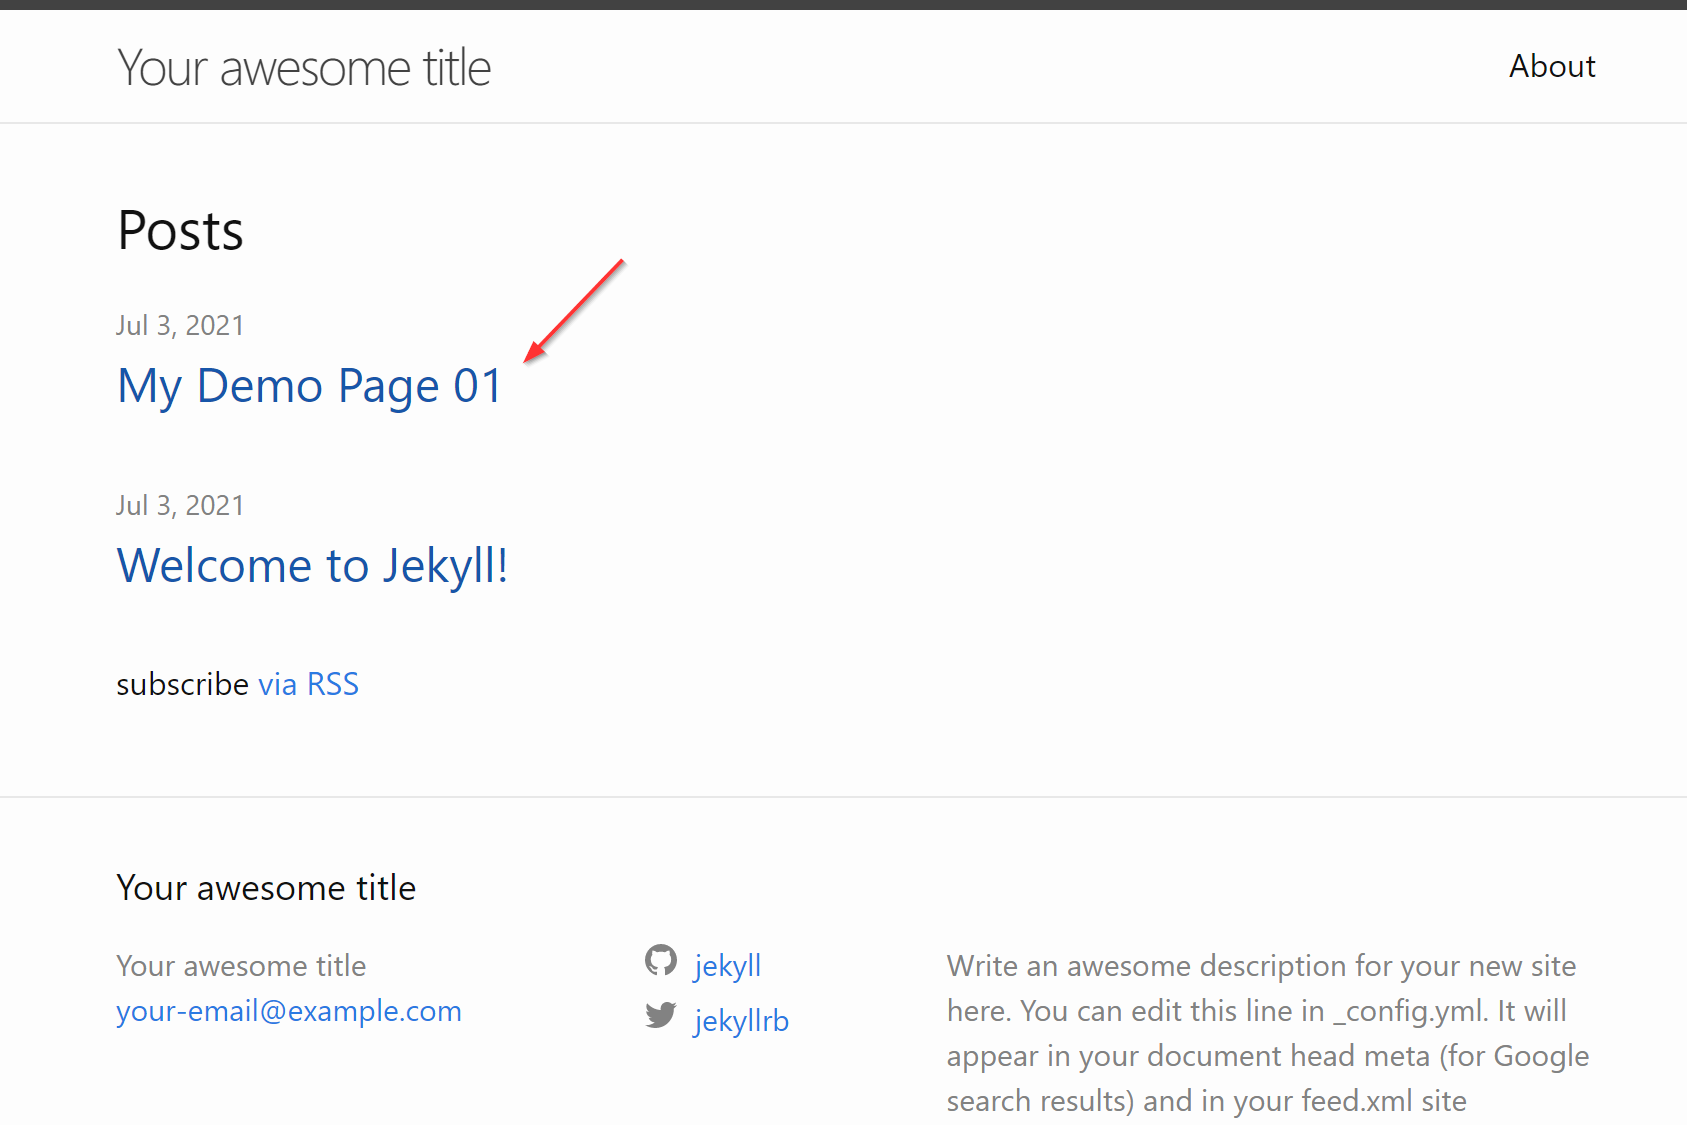 Your awesome title
About
Posts
Jul 3, 2021
My Demo Page 01
Jul 3, 2021
Welcome to Jekyll!
subscribe via RSS
Your awesome title
Your awesome title
your-email@example.com
jekyll
jekyllrb
Write an awesome description for your new site
here. You can edit this line in _config.yml. It will
appear in your document head meta (for Google
search results) and in your feed.xml site